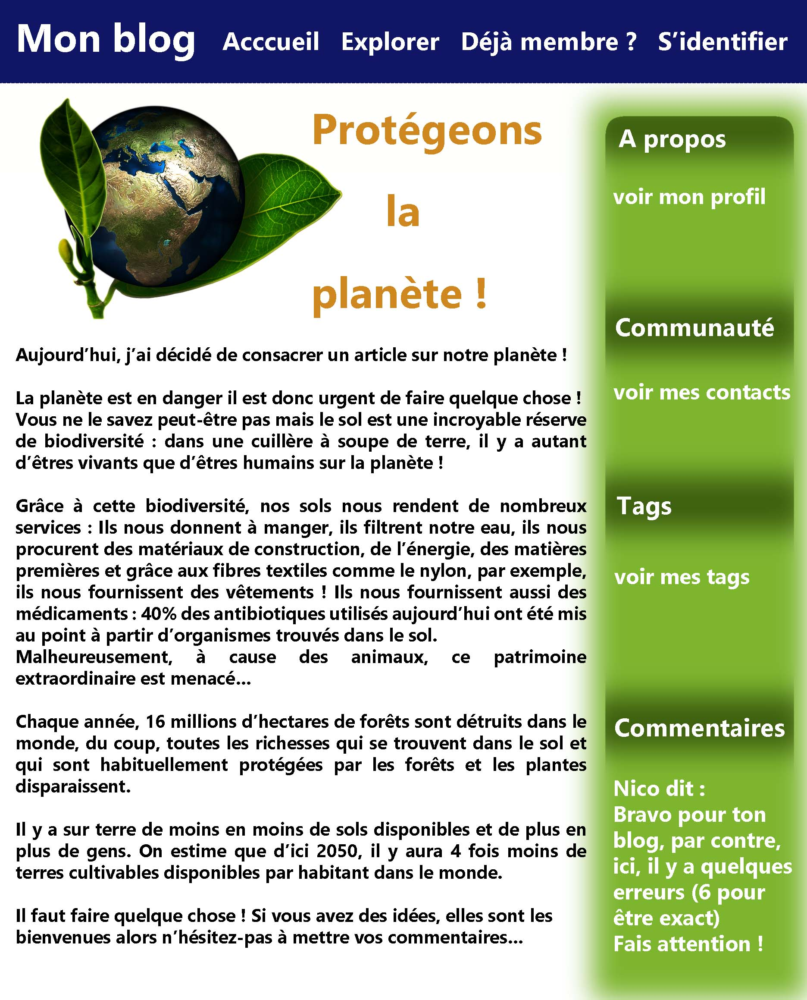 Mon blog Acccueil Explorer Déjà membre ? S’identifier
Protégeons
la
planète !
Aujourd’hui, j’ai décidé de consacrer un article sur notre planète !
La planète est en danger il est donc urgent de faire quelque chose !
Vous ne le savez peut-être pas mais le sol est une incroyable réserve
de biodiversité : dans une cuillère à soupe de terre, il y a autant
d’êtres vivants que d’êtres humains sur la planète !
Grâce à cette biodiversité, nos sols nous rendent de nombreux
services : Ils nous donnent à manger, ils filtrent notre eau, ils nous
procurent des matériaux de construction, de l’énergie, des matières
premières et grâce aux fibres textiles comme le nylon, par exemple,
ils nous fournissent des vêtements ! Ils nous fournissent aussi des
médicaments : 40% des antibiotiques utilisés aujourd’hui ont été mis
au point à partir d’organismes trouvés dans le sol.
Malheureusement, à cause des animaux, ce patrimoine
extraordinaire est menacé...
Chaque année, 16 millions d’hectares de forêts sont détruits dans le
monde, du coup, toutes les richesses qui se trouvent dans le sol et
qui sont habituellement protégées par les forêts et les plantes
disparaissent.
Il y a sur terre de moins en moins de sols disponibles et de plus en
plus de gens. On estime que d’ici 2050, il y aura 4 fois moins de
terres cultivables disponibles par habitant dans le monde.
Il faut faire quelque chose ! Si vous avez des idées, elles sont les
bienvenues alors n’hésitez-pas à mettre vos commentaires...
A propos
voir mon profil
Communauté
voir mes contacts
Tags
voir mes tags
Commentaires
Nico dit :
Bravo pour ton
blog, par contre,
ici, il y a quelques
erreurs (6 pour
être exact)
Fais attention !